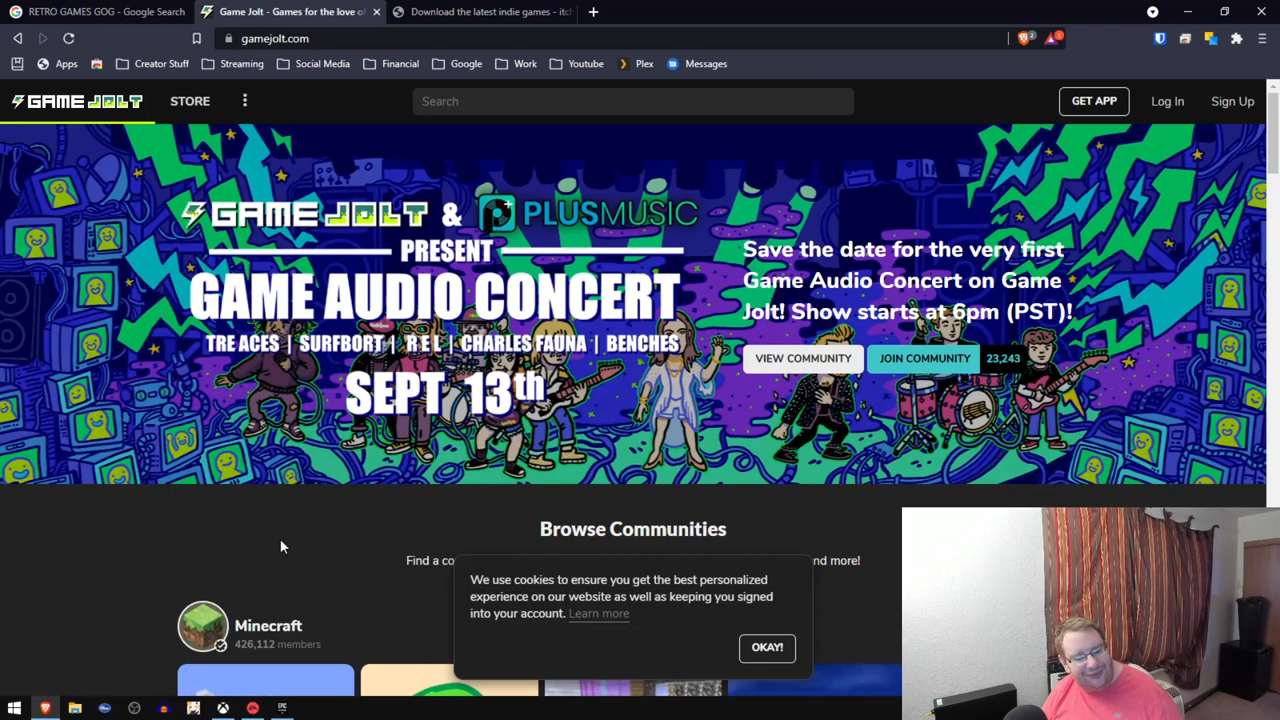 RETRO GAMES GOG - Google Search
Game Jolt - Games for the love of
Download the latest indie games - itch
gamejolt.com
2
1
Apps
Creator Stuff
Streaming
Social Media
Financial
Google
Work
Youtube
Plex
Messages
GAME JOLT
STORE
Search
GET APP
Log In
Sign Up
GAME JOLT & PLUSMUSIC
PRESENT
GAME AUDIO CONCERT
TRE ACES | SURFBORT | R E L | CHARLES FAUNA | BENCHES
SEPT 13th
Save the date for the very first
Game Audio Concert on Game
Jolt! Show starts at 6pm (PST)!
VIEW COMMUNITY
JOIN COMMUNITY
23,243
Browse Communities
Find a co
nd more!
We use cookies to ensure you get the best personalized
experience on our website as well as keeping you signed
into your account. Learn more
OKAY!
Minecraft
426,112 members
EPIC